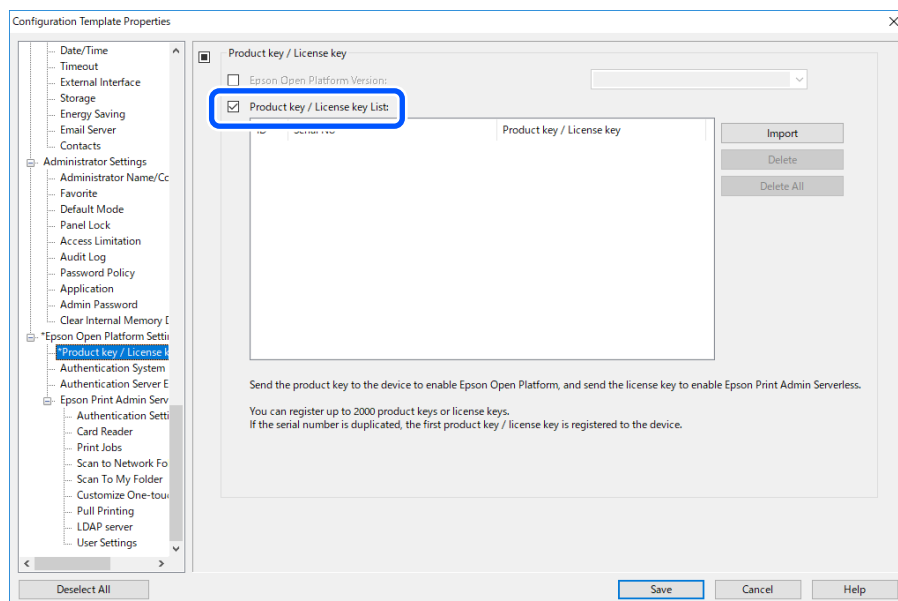 Configuration Template Properties
Date/Time
Timeout
External Interface
Storage
Energy Saving
Email Server
Contacts
Administrator Settings
Administrator Name/Co
Favorite
Default Mode
Panel Lock
Access Limitation
Audit Log
Password Policy
Application
Admin Password
Clear Internal Memory D
*Epson Open Platform Settin
*Product key / License k
Authentication System
Authentication Server E
Epson Print Admin Serv
Authentication Setti
Card Reader
Print Jobs
Scan to Network Fo
Scan To My Folder
Customize One-tou
Pull Printing
LDAP server
User Settings
Product key / License key
Epson Open Platform Version:
Product key / License key List:
ID Serial No Product key / License key
Import
Delete
Delete All
Send the product key to the device to enable Epson Open Platform, and send the license key to enable Epson Print Admin Serverless.
You can register up to 2000 product keys or license keys.
If the serial number is duplicated, the first product key / license key is registered to the device.
Deselect All
Save
Cancel
Help